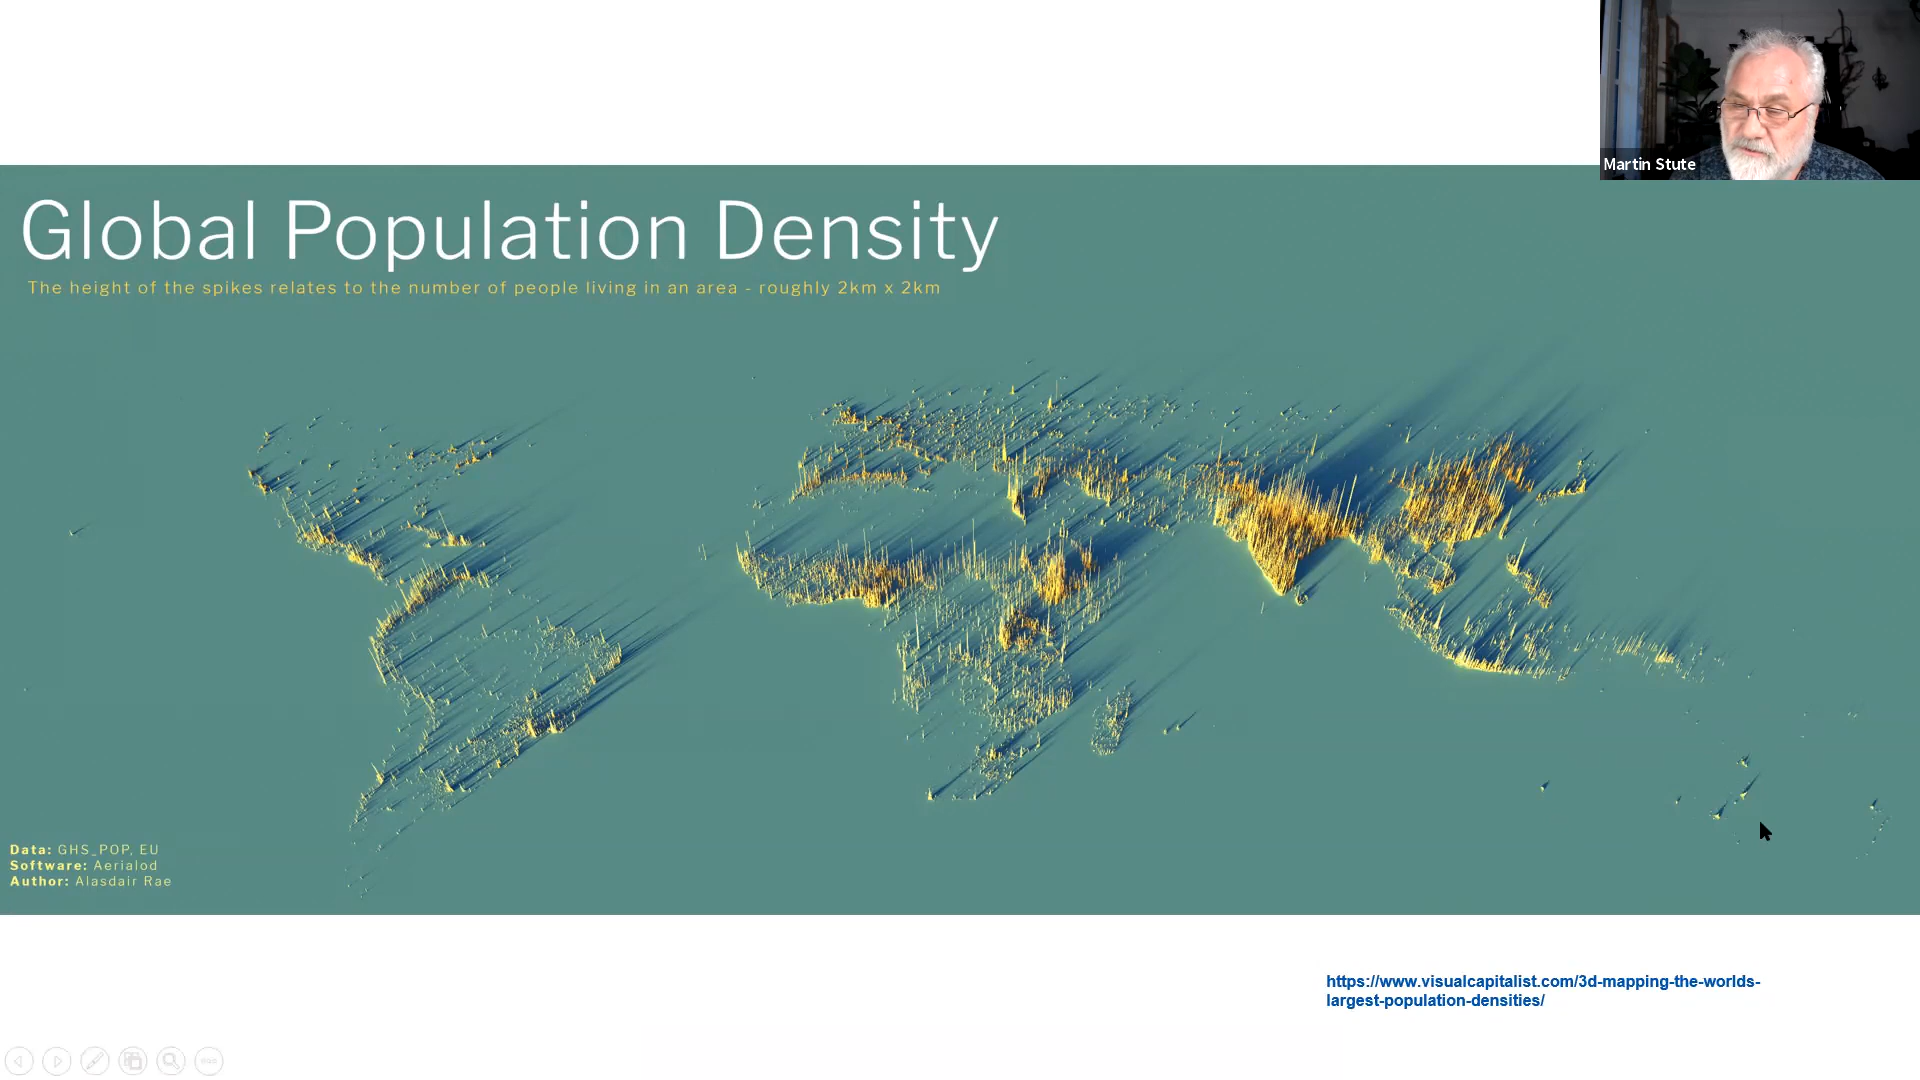 Martin Stute
Global Population Density
The height of the spikes relates to the number of people living in an area - roughly 2km x 2km
Data: GHS_POP, EU
Software: Aerialod
Author: Alasdair Rae
https://www.visualcapitalist.com/3d-mapping-the-worlds-
largest-population-densities/